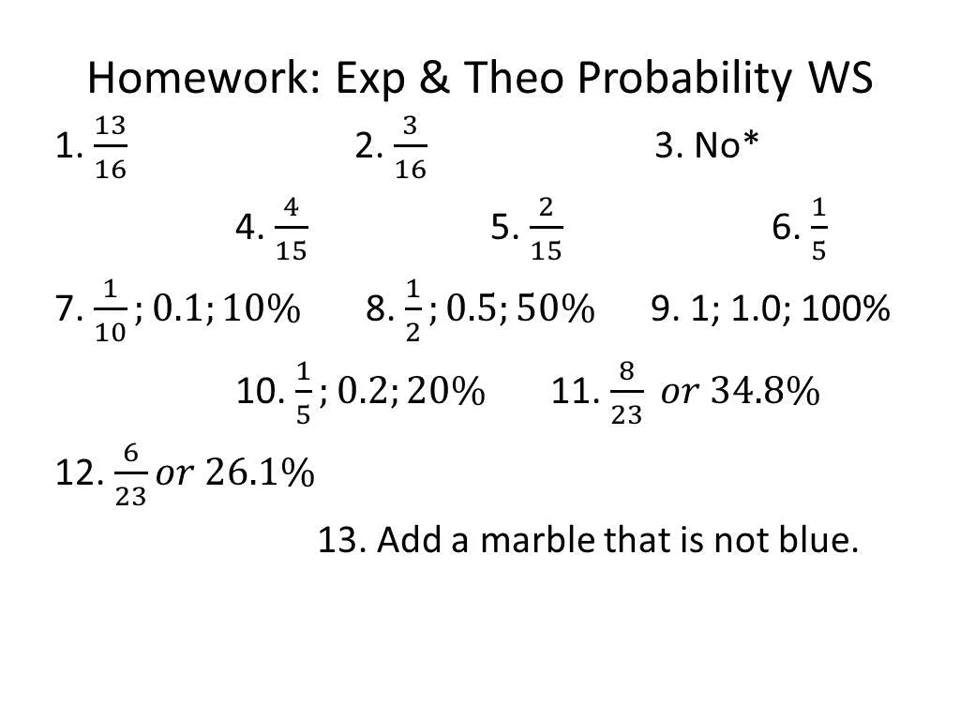 Homework: Exp & Theo Probability WS
1. 13/16 2. 3/16 3. No*
4. 4/15 5. 2/15 6. 1/5
7. 1/10; 0.1; 10% 8. 1/2; 0.5; 50% 9. 1; 1.0; 100%
10. 1/5; 0.2; 20% 11. 8/23 or 34.8%
12. 6/23 or 26.1%
13. Add a marble that is not blue.